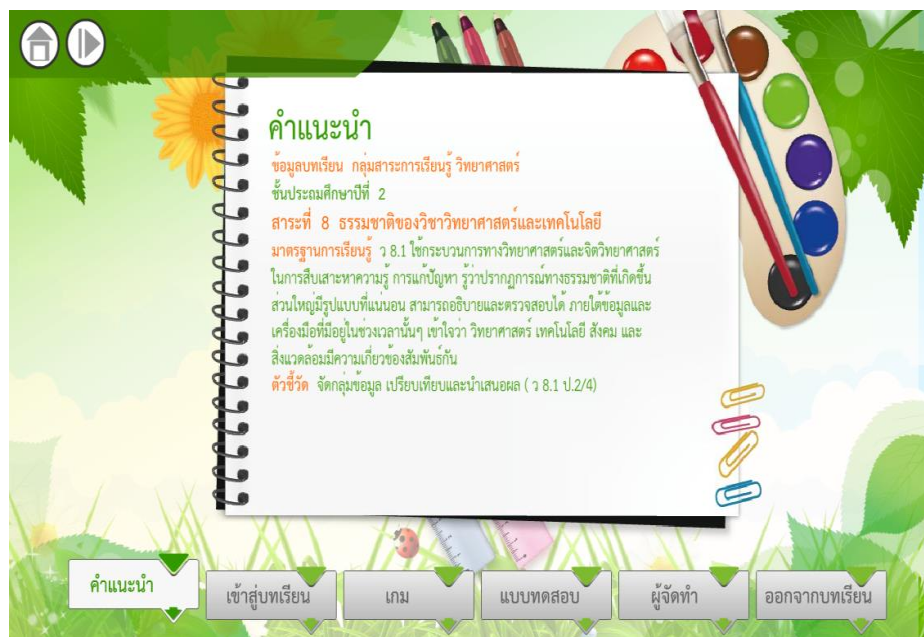 คำแนะนำ
ข้อมูลบทเรียน กลุ่มสาระการเรียนรู้ วิทยาศาสตร์
ชั้นประถมศึกษาปีที่ 2
สาระที่ 8 ธรรมชาติของวิชาวิทยาศาสตร์และเทคโนโลยี
มาตรฐานการเรียนรู้ ว 8.1 ใช้กระบวนการทางวิทยาศาสตร์และจิตวิทยาศาสตร์
ในการสืบเสาะหาความรู้ การแก้ปัญหา รู้ว่าปรากฏการณ์ทางธรรมชาติที่เกิดขึ้น
ส่วนใหญ่มีรูปแบบที่แน่นอน สามารถอธิบายและตรวจสอบได้ ภายใต้ข้อมูลและ
เครื่องมือที่มีอยู่ในช่วงเวลานั้นๆ เข้าใจว่า วิทยาศาสตร์ เทคโนโลยี สังคม และ
สิ่งแวดล้อมมีความเกี่ยวข้องสัมพันธ์กัน
ตัวชี้วัด จัดกลุ่มข้อมูล เปรียบเทียบและนำเสนอผล ( ว 8.1 ป.2/4)
คำแนะนำ
เข้าสู่บทเรียน
เกม
แบบทดสอบ
ผู้จัดทำ
ออกจากบทเรียน